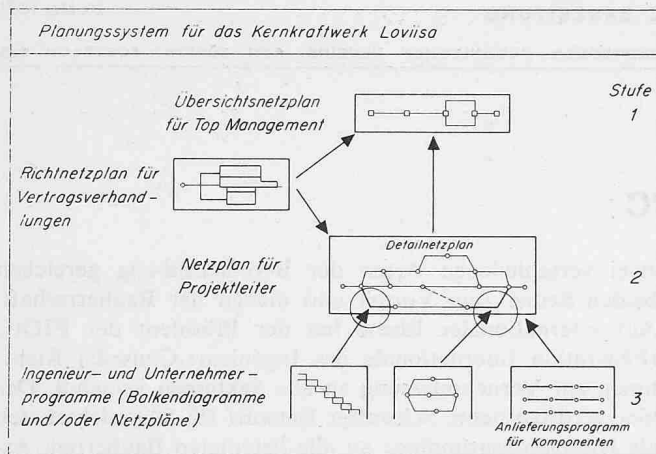 Planungssystem für das Kernkraftwerk Loviisa
Übersichtsnetzplan
für Top Management
Stufe
1
Richtnetzplan für
Vertragsverhand-
lungen
Detailnetzplan
Netzplan für
Projektleiter
2
Ingenieur- und Unternehmer-
programme (Balkendiagramme
und/oder Netzpläne)
3
Anlieferungsprogramm
für Komponenten